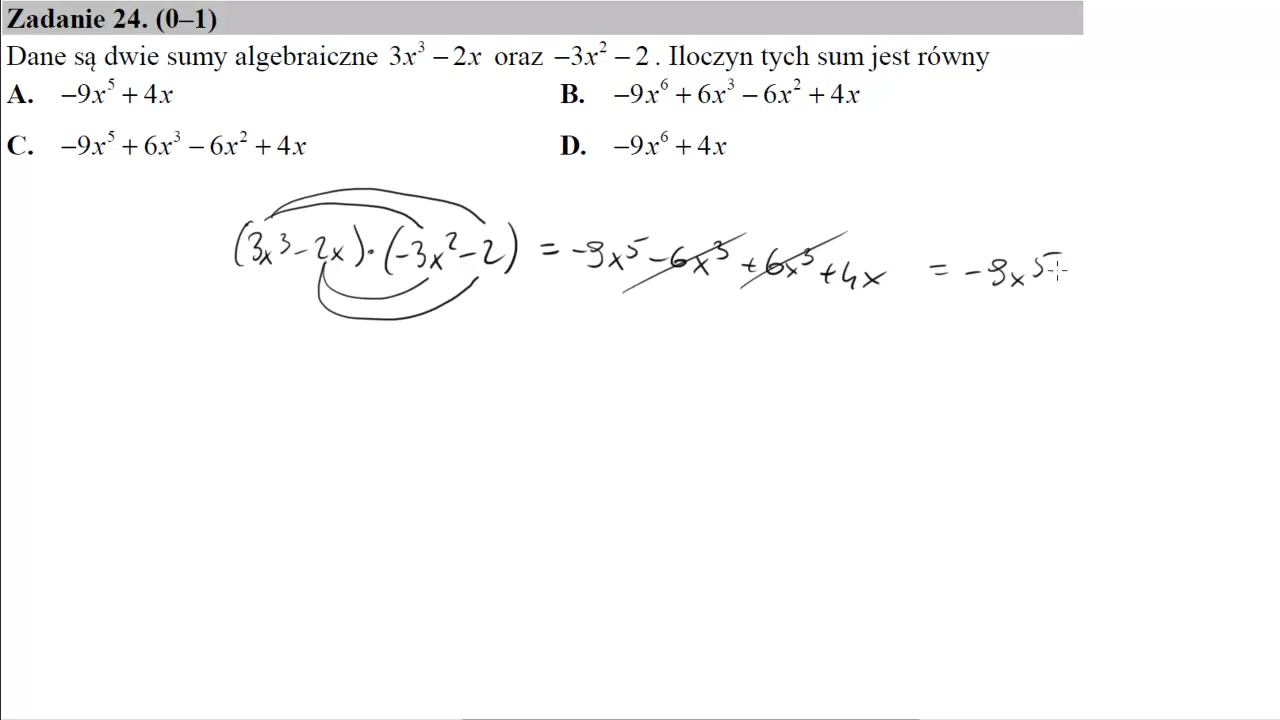 Zadanie 24. (0–1)
Dane są dwie sumy algebraiczne 3x³ − 2x oraz −3x² − 2. Iloczyn tych sum jest równy
A. −9x⁵ + 4x B. −9x⁶ + 6x³ − 6x² + 4x
C. −9x⁵ + 6x³ − 6x² + 4x D. −9x⁶ + 4x
(3x³ − 2x) · (−3x² − 2) = −9x⁵ − 6x³ + 6x³ + 4x = −9x⁵